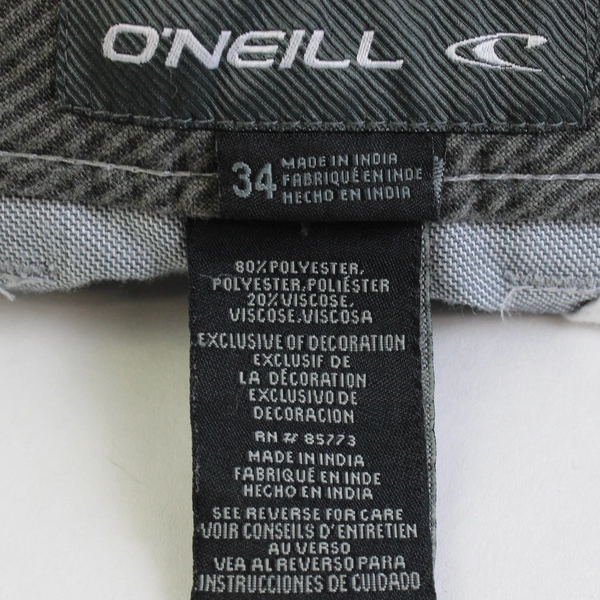 O'NEILL
34
MADE IN INDIA
FABRIQUÉ EN INDE
HECHO EN INDIA
80% POLYESTER,
POLYESTER, POLIÉSTER
20% VISCOSE,
VISCOSE, VISCOSA
EXCLUSIVE OF DECORATION
EXCLUSIF DE
LA DÉCORATION
EXCLUSIVO DE
DECORACION
RN # 85773
MADE IN INDIA
FABRIQUÉ EN INDE
HECHO EN INDIA
SEE REVERSE FOR CARE
VOIR CONSEILS D'ENTRETIEN
AU VERSO
VEA AL REVERSO PARA
INSTRUCCIONES DE CUIDADO